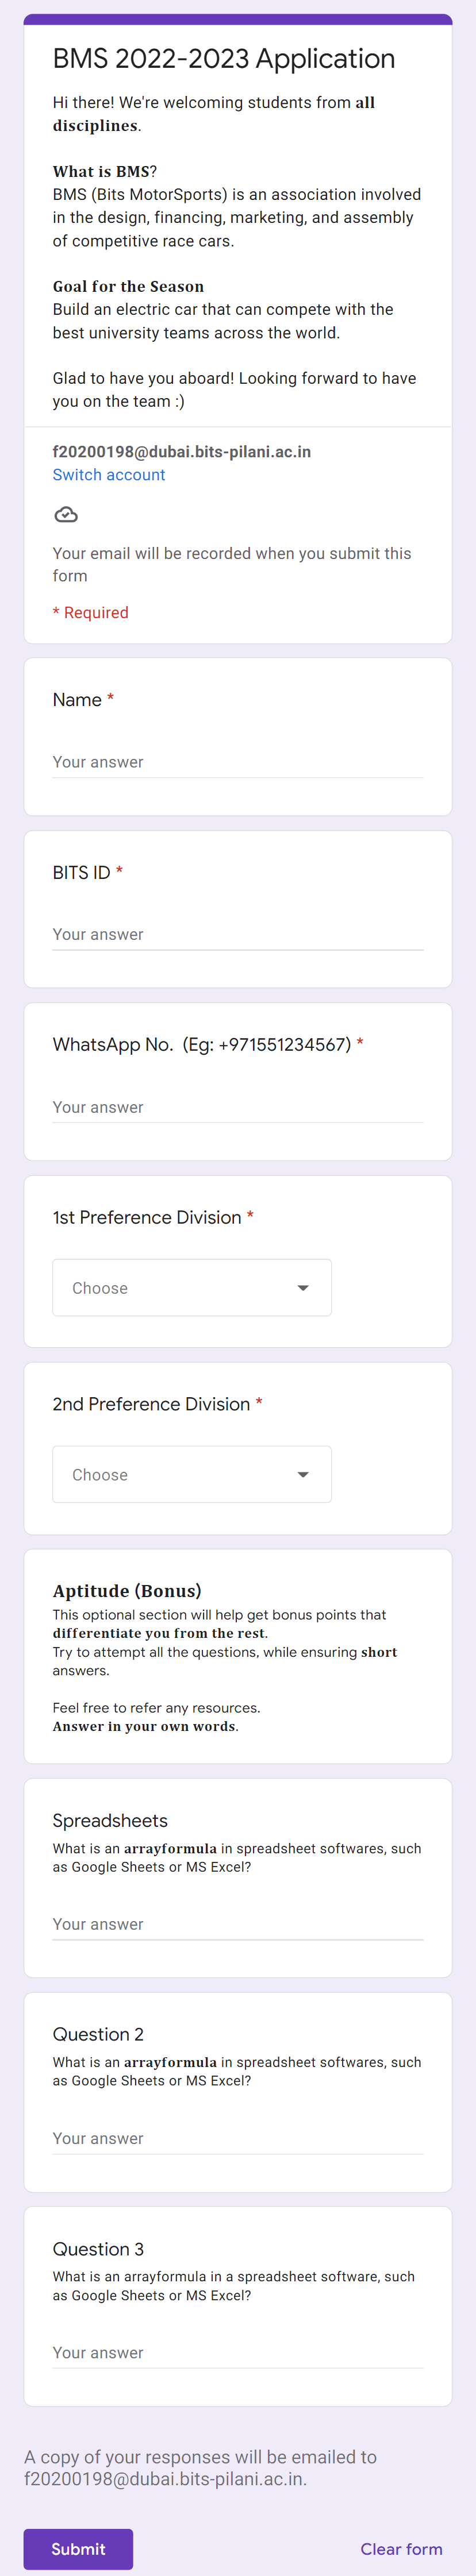 BMS 2022-2023 Application
Hi there! We're welcoming students from all
disciplines.
What is BMS?
BMS (Bits MotorSports) is an association involved
in the design, financing, marketing, and assembly
of competitive race cars.
Goal for the Season
Build an electric car that can compete with the
best university teams across the world.
Glad to have you aboard! Looking forward to have
you on the team :)
f20200198@dubai.bits-pilani.ac.in
Switch account
Your email will be recorded when you submit this
form
* Required
Name *
Your answer
BITS ID *
Your answer
WhatsApp No.  (Eg: +971551234567) *
Your answer
1st Preference Division *
Choose
2nd Preference Division *
Choose
Aptitude (Bonus)
This optional section will help get bonus points that
differentiate you from the rest.
Try to attempt all the questions, while ensuring short
answers.
Feel free to refer any resources.
Answer in your own words.
Spreadsheets
What is an arrayformula in spreadsheet softwares, such
as Google Sheets or MS Excel?
Your answer
Question 2
What is an arrayformula in spreadsheet softwares, such
as Google Sheets or MS Excel?
Your answer
Question 3
What is an arrayformula in a spreadsheet software, such
as Google Sheets or MS Excel?
Your answer
A copy of your responses will be emailed to
f20200198@dubai.bits-pilani.ac.in.
Submit
Clear form